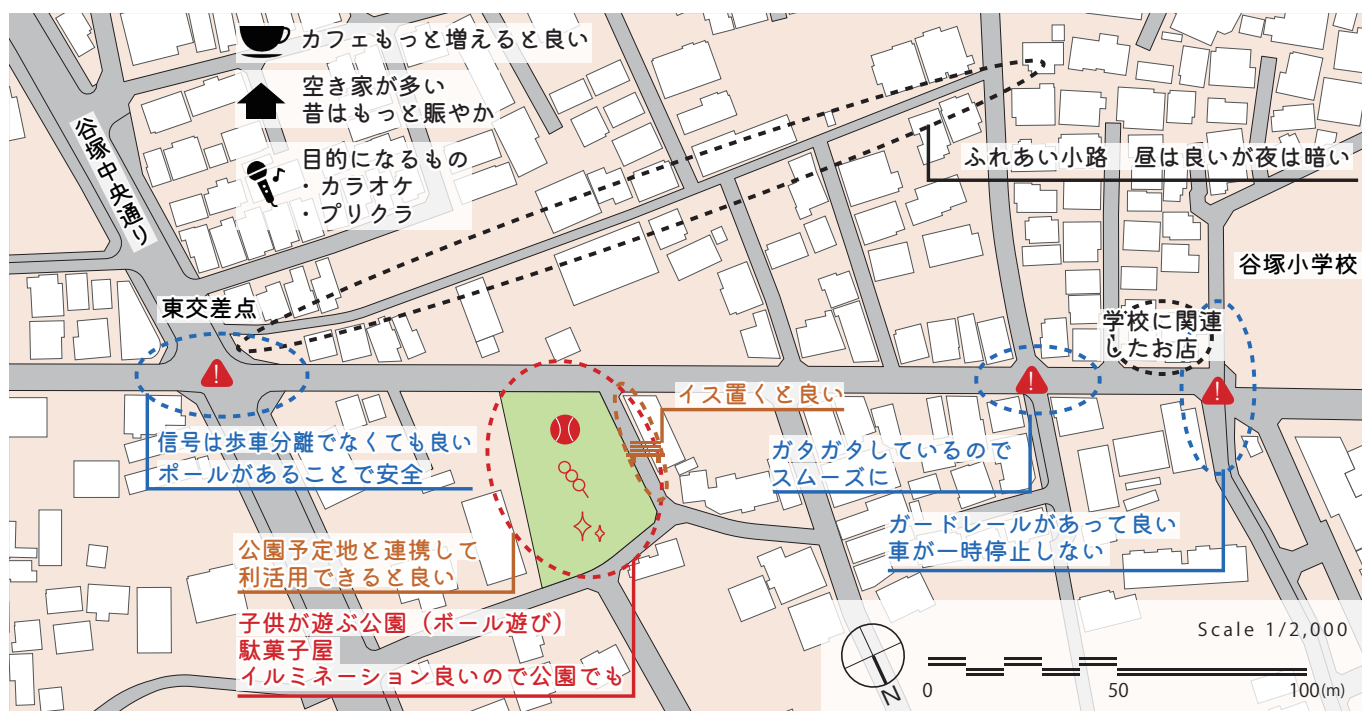 カフェもっと増えると良い
空き家が多い
昔はもっと賑やか
目的になるもの
・カラオケ
・プリクラ
谷塚中央通り
ふれあい小路　昼は良いが夜は暗い
谷塚小学校
東交差点
学校に関連
したお店
イス置くと良い
信号は歩車分離でなくても良い
ポールがあることで安全
ガタガタしているので
スムーズに
ガードレールがあって良い
車が一時停止しない
公園予定地と連携して
利活用できると良い
子供が遊ぶ公園（ボール遊び）
駄菓子屋
イルミネーション良いので公園でも
Scale 1/2,000
N
0 50 100(m)